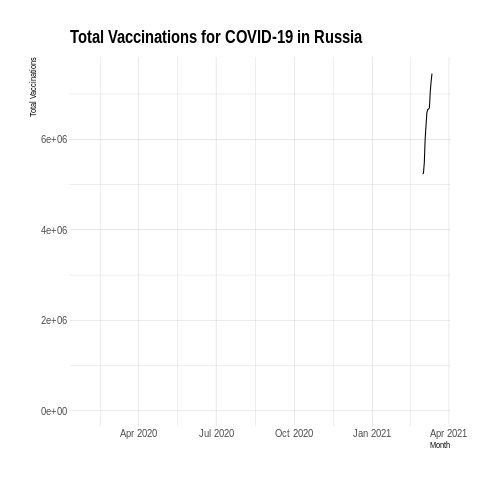 Total Vaccinations for COVID-19 in Russia
Total Vaccinations
6e+06
4e+06
2e+06
0e+00
Apr 2020 Jul 2020 Oct 2020 Jan 2021 Apr 2021
Month